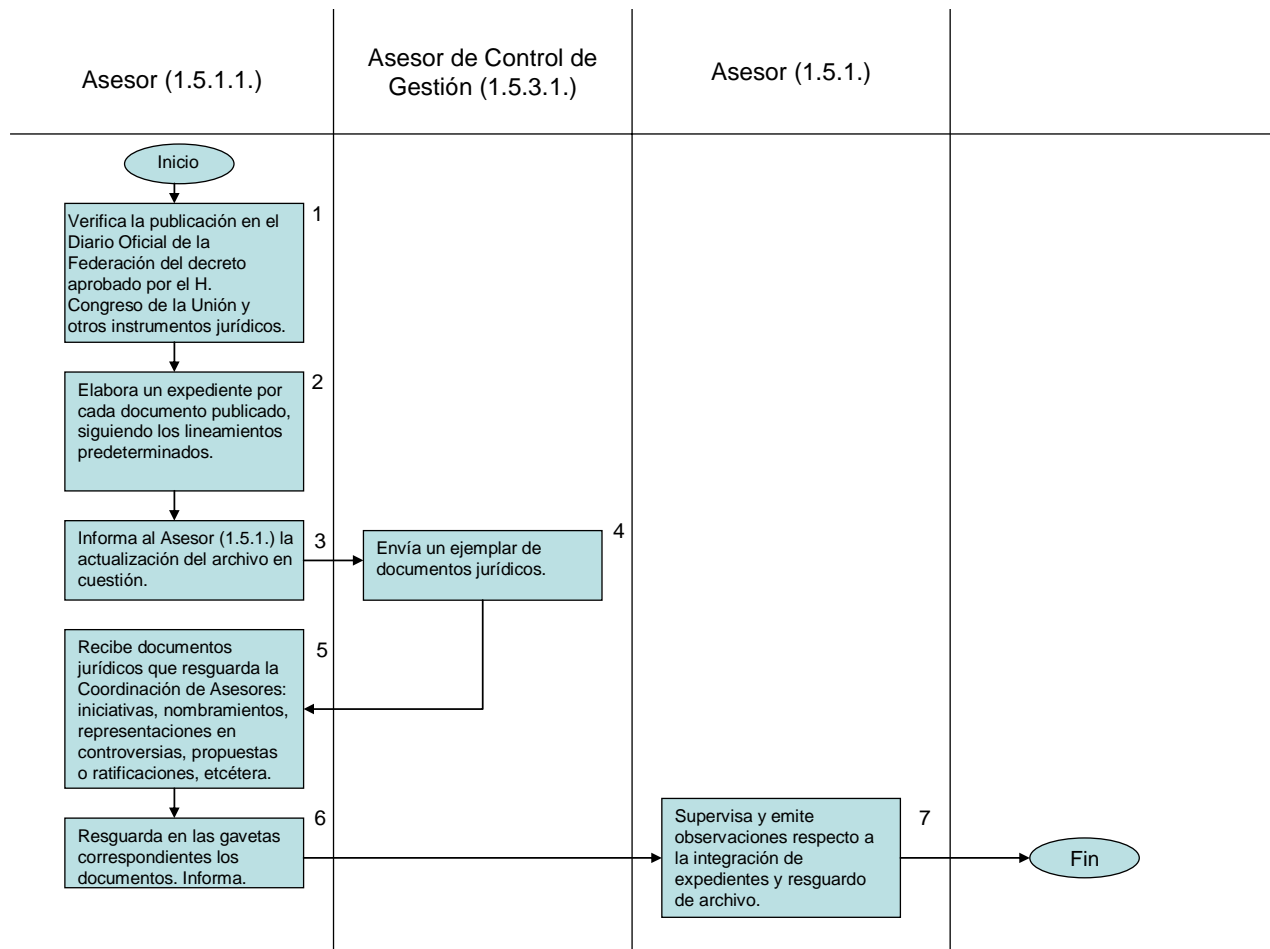 Asesor (1.5.1.1.)
Asesor de Control de
Gestión (1.5.3.1.)
Asesor (1.5.1.)
Inicio
1
Verifica la publicación en el
Diario Oficial de la
Federación del decreto
aprobado por el H.
Congreso de la Unión y
otros instrumentos jurídicos.
2
Elabora un expediente por
cada documento publicado,
siguiendo los lineamientos
predeterminados.
3
Informa al Asesor (1.5.1.) la
actualización del archivo en
cuestión.
4
Envía un ejemplar de
documentos jurídicos.
5
Recibe documentos
jurídicos que resguarda la
Coordinación de Asesores:
iniciativas, nombramientos,
representaciones en
controversias, propuestas
o ratificaciones, etcétera.
6
Resguarda en las gavetas
correspondientes los
documentos. Informa.
7
Supervisa y emite
observaciones respecto a
la integración de
expedientes y resguardo
de archivo.
Fin